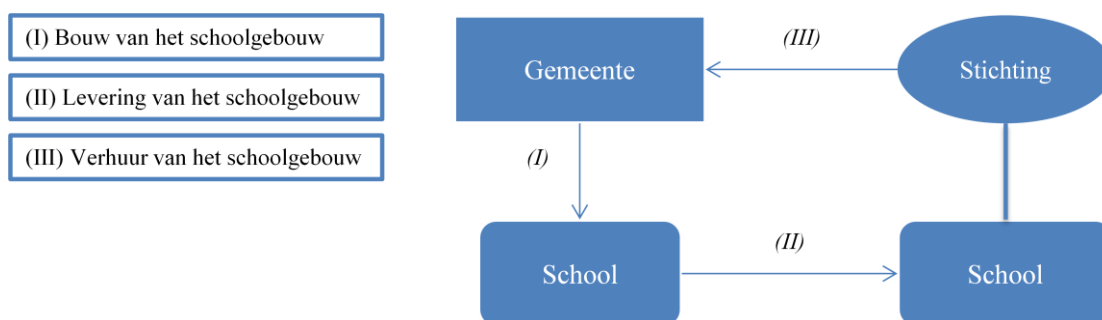 (I) Bouw van het schoolgebouw
(II) Levering van het schoolgebouw
(III) Verhuur van het schoolgebouw
Gemeente
(III)
Stichting
(I)
School
(II)
School